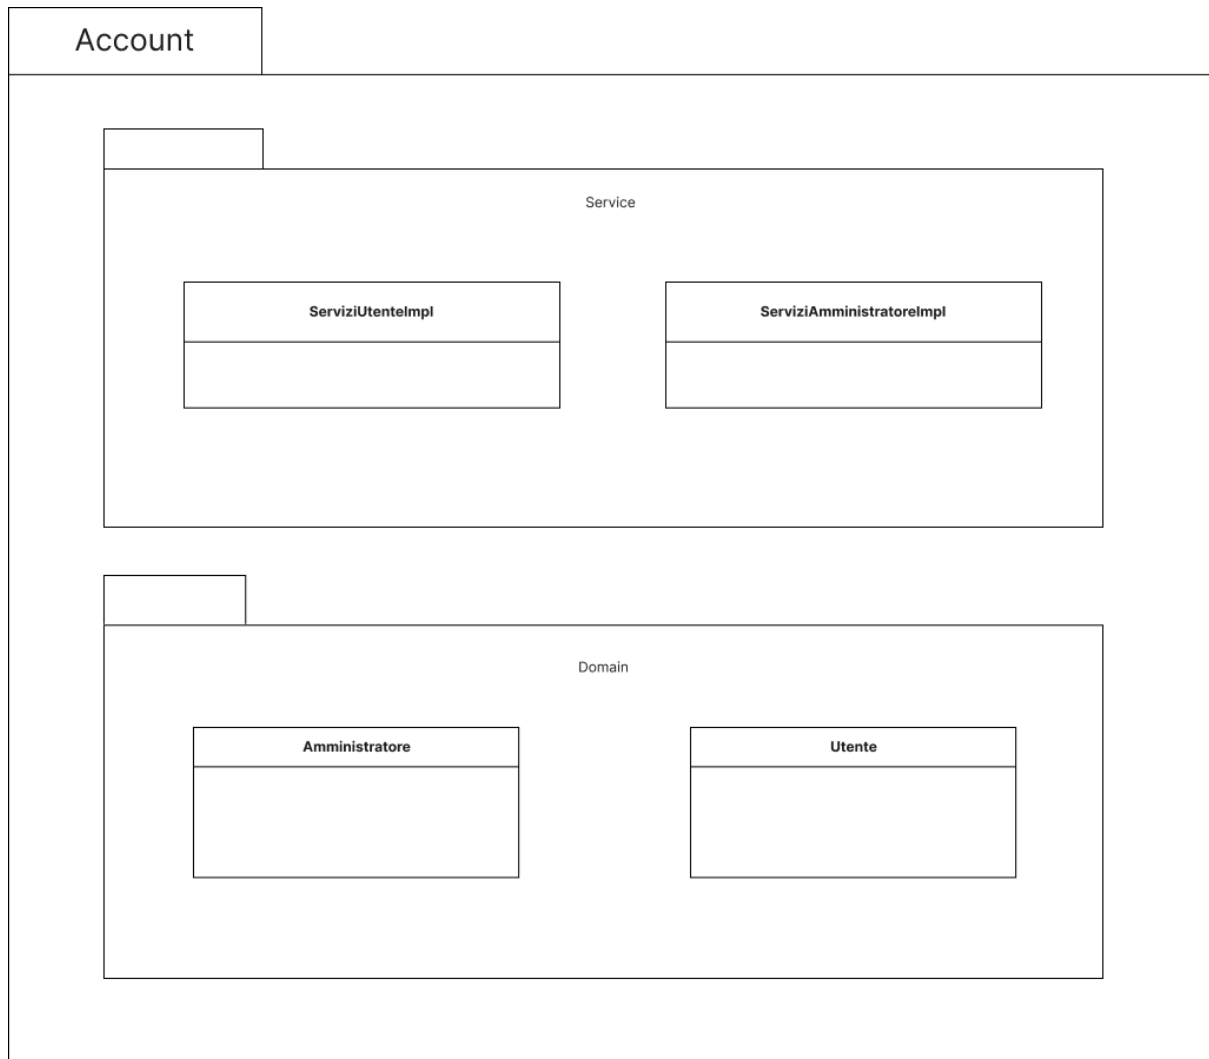 Account
Service
ServiziUtenteImpl
ServiziAmministratoreImpl
Domain
Amministratore
Utente